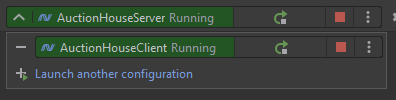 AuctionHouseServer Running
AuctionHouseClient Running
Launch another configuration